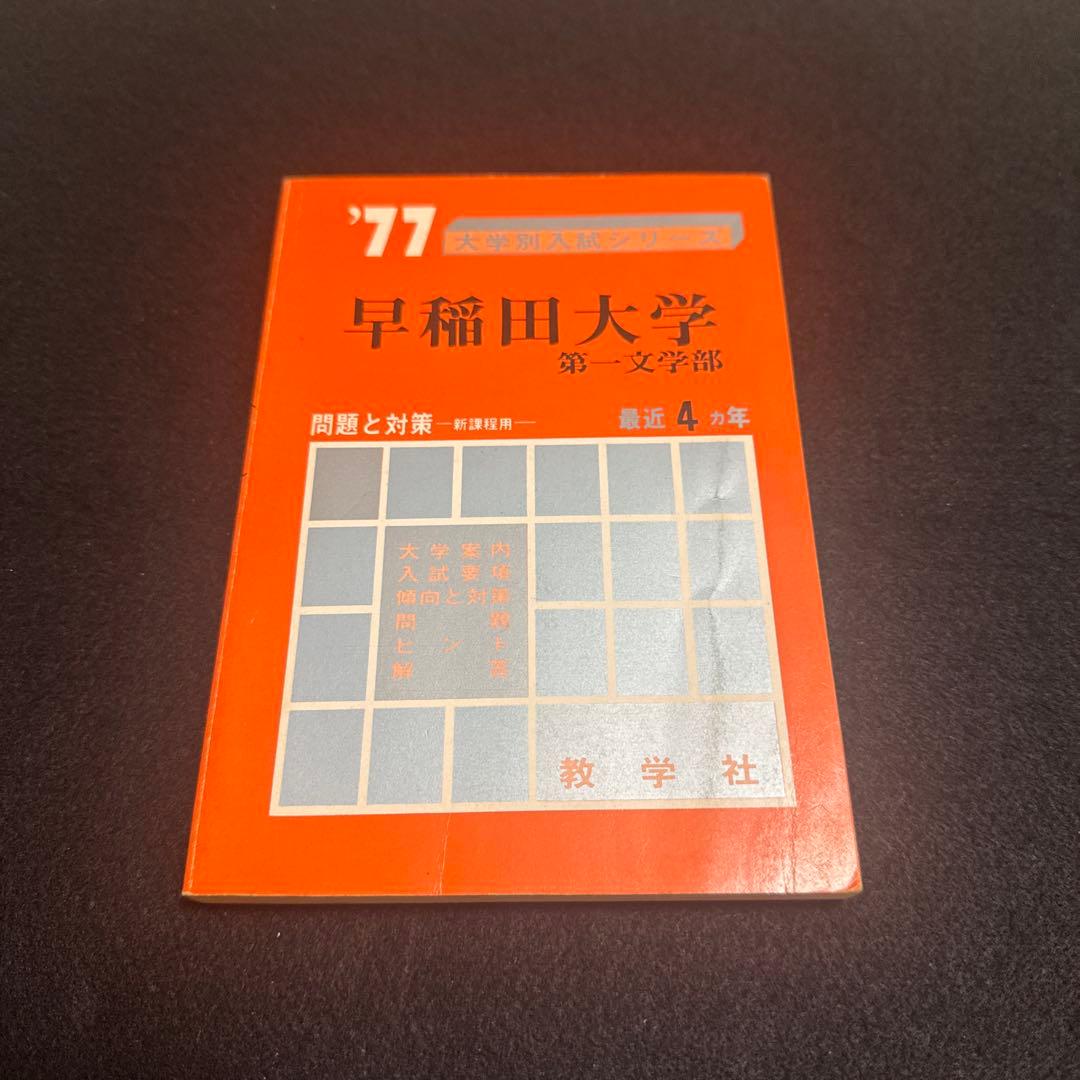 '77 大学別入試シリーズ
早稲田大学
第一文学部
問題と対策―新課程用― 最近4ヵ年
大学案内
入試要項
傾向と対策
問題
ヒント
解答
教学社